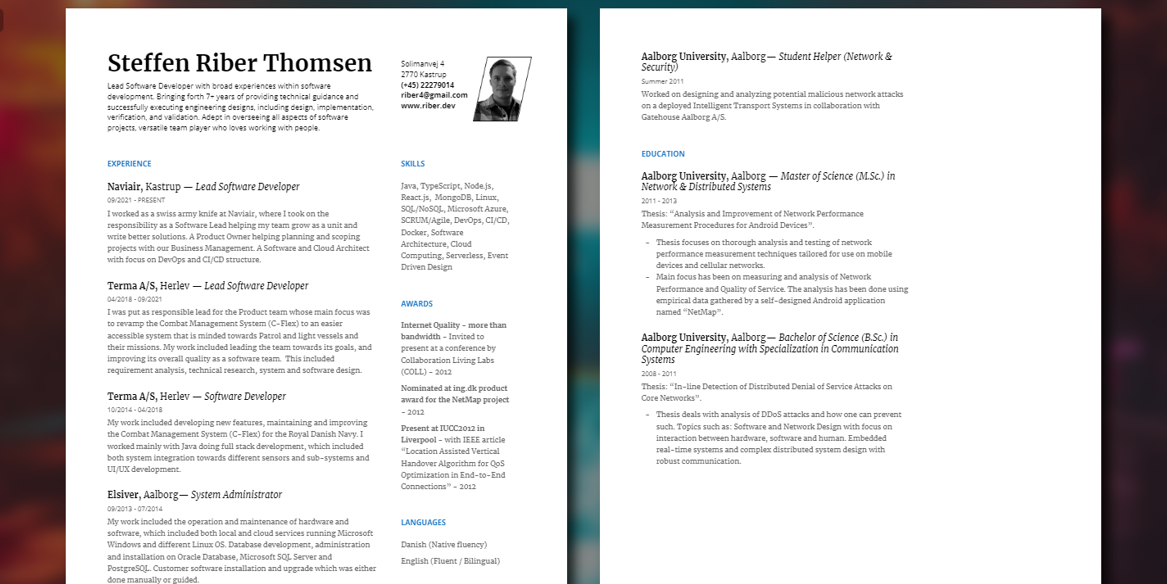 Steffen Riber Thomsen
Lead Software Developer with broad experiences within software
development. Bringing forth 7+ years of providing technical guidance and
successfully executing engineering designs, including design, implementation,
verification, and validation. Adept in overseeing all aspects of software
projects, versatile team player who loves working with people.
Solimanvej 4
2770 Kastrup
(+45) 22279014
riber4@gmail.com
www.riber.dev
EXPERIENCE
Naviair, Kastrup — Lead Software Developer
09/2021 - PRESENT
I worked as a swiss army knife at Naviair, where I took on the
responsibility as a Software Lead helping my team grow as a unit and
write better solutions. A Product Owner helping planning and scoping
projects with our Business Management. A Software and Cloud Architect
with focus on DevOps and CI/CD structure.
Terma A/S, Herlev — Lead Software Developer
04/2018 - 09/2021
I was put as responsible lead for the Product team whose main focus was
to revamp the Combat Management System (C-Flex) to an easier
accessible system that is minded towards Patrol and light vessels and
their missions. My work included leading the team towards its goals, and
improving its overall quality as a software team. This included
requirement analysis, technical research, system and software design.
Terma A/S, Herlev — Software Developer
10/2014 - 04/2018
My work included developing new features, maintaining and improving
the Combat Management System (C-Flex) for the Royal Danish Navy. I
worked mainly with Java doing full stack development, which included
both system integration towards different sensors and sub-systems and
UI/UX development.
Elsiver, Aalborg— System Administrator
09/2013 - 07/2014
My work included the operation and maintenance of hardware and
software, which included both local and cloud services running Microsoft
Windows and different Linux OS. Database development, administration
and installation on Oracle Database, Microsoft SQL Server and
PostgreSQL. Customer software installation and upgrade which was either
done manually or guided.
SKILLS
Java, TypeScript, Node.js,
React.js, MongoDB, Linux,
SQL/NoSQL, Microsoft Azure,
SCRUM/Agile, DevOps, CI/CD,
Docker, Software
Architecture, Cloud
Computing, Serverless, Event
Driven Design
AWARDS
Internet Quality - more than
bandwidth - Invited to
present at a conference by
Collaboration Living Labs
(COLL) - 2012
Nominated at ing.dk product
award for the NetMap project
- 2012
Present at IUCC2012 in
Liverpool - with IEEE article
“Location Assisted Vertical
Handover Algorithm for QoS
Optimization in End-to-End
Connections” - 2012
LANGUAGES
Danish (Native fluency)
English (Fluent / Bilingual)
Aalborg University, Aalborg— Student Helper (Network &
Security)
Summer 2011
Worked on designing and analyzing potential malicious network attacks
on a deployed Intelligent Transport Systems in collaboration with
Gatehouse Aalborg A/S.
EDUCATION
Aalborg University, Aalborg — Master of Science (M.Sc.) in
Network & Distributed Systems
2011 - 2013
Thesis: “Analysis and Improvement of Network Performance
Measurement Procedures for Android Devices”.
- Thesis focuses on thorough analysis and testing of network
performance measurement techniques tailored for use on mobile
devices and cellular networks.
- Main focus has been on measuring and analysis of Network
Performance and Quality of Service. The analysis has been done using
empirical data gathered by a self-designed Android application
named “NetMap”.
Aalborg University, Aalborg— Bachelor of Science (B.Sc.) in
Computer Engineering with Specialization in Communication
Systems
2008 - 2011
Thesis: “In-line Detection of Distributed Denial of Service Attacks on
Core Networks”.
- Thesis deals with analysis of DDoS attacks and how one can prevent
such. Topics such as: Software and Network Design with focus on
interaction between hardware, software and human. Embedded
real-time systems and complex distributed system design with
robust communication.